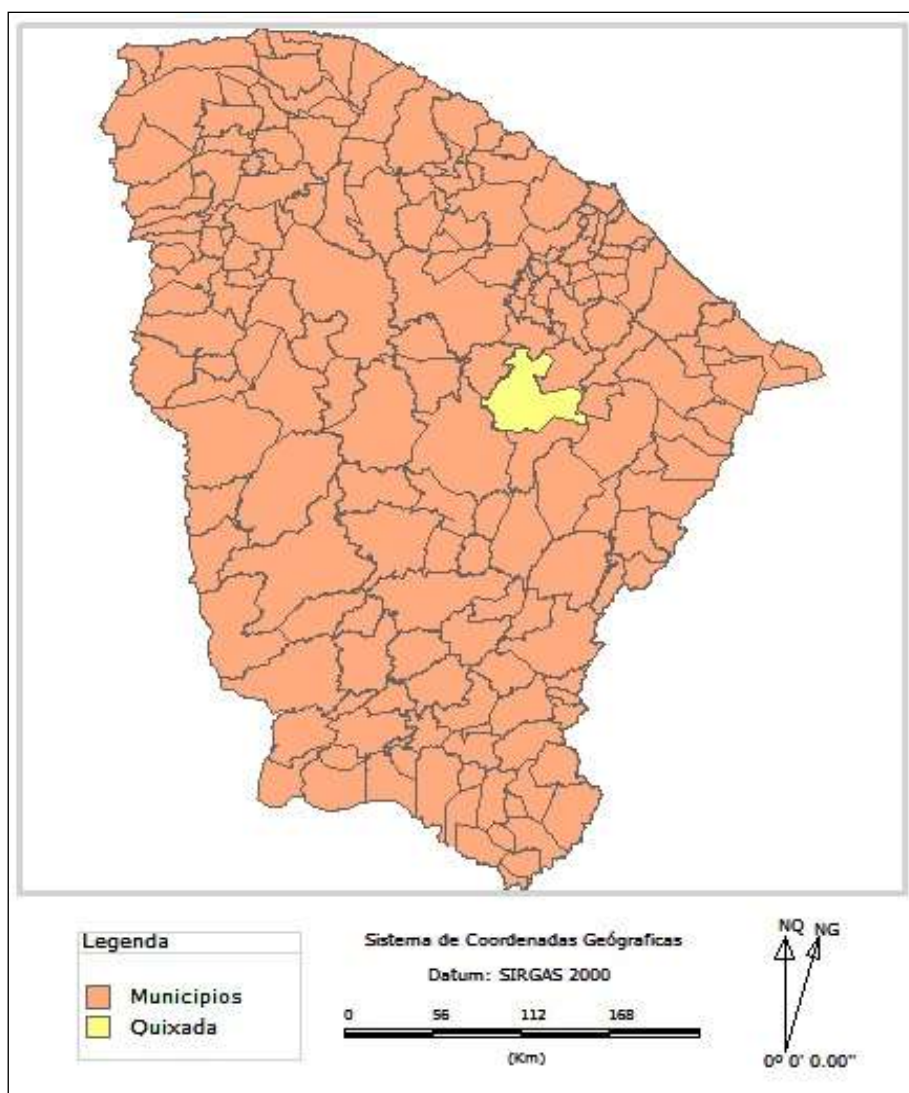 Legenda
Municipios
Quixada
Sistema de Coordenadas Geógraficas
Datum: SIRGAS 2000
0 56 112 168
(Km)
NQ NG
0º 0' 0.00"